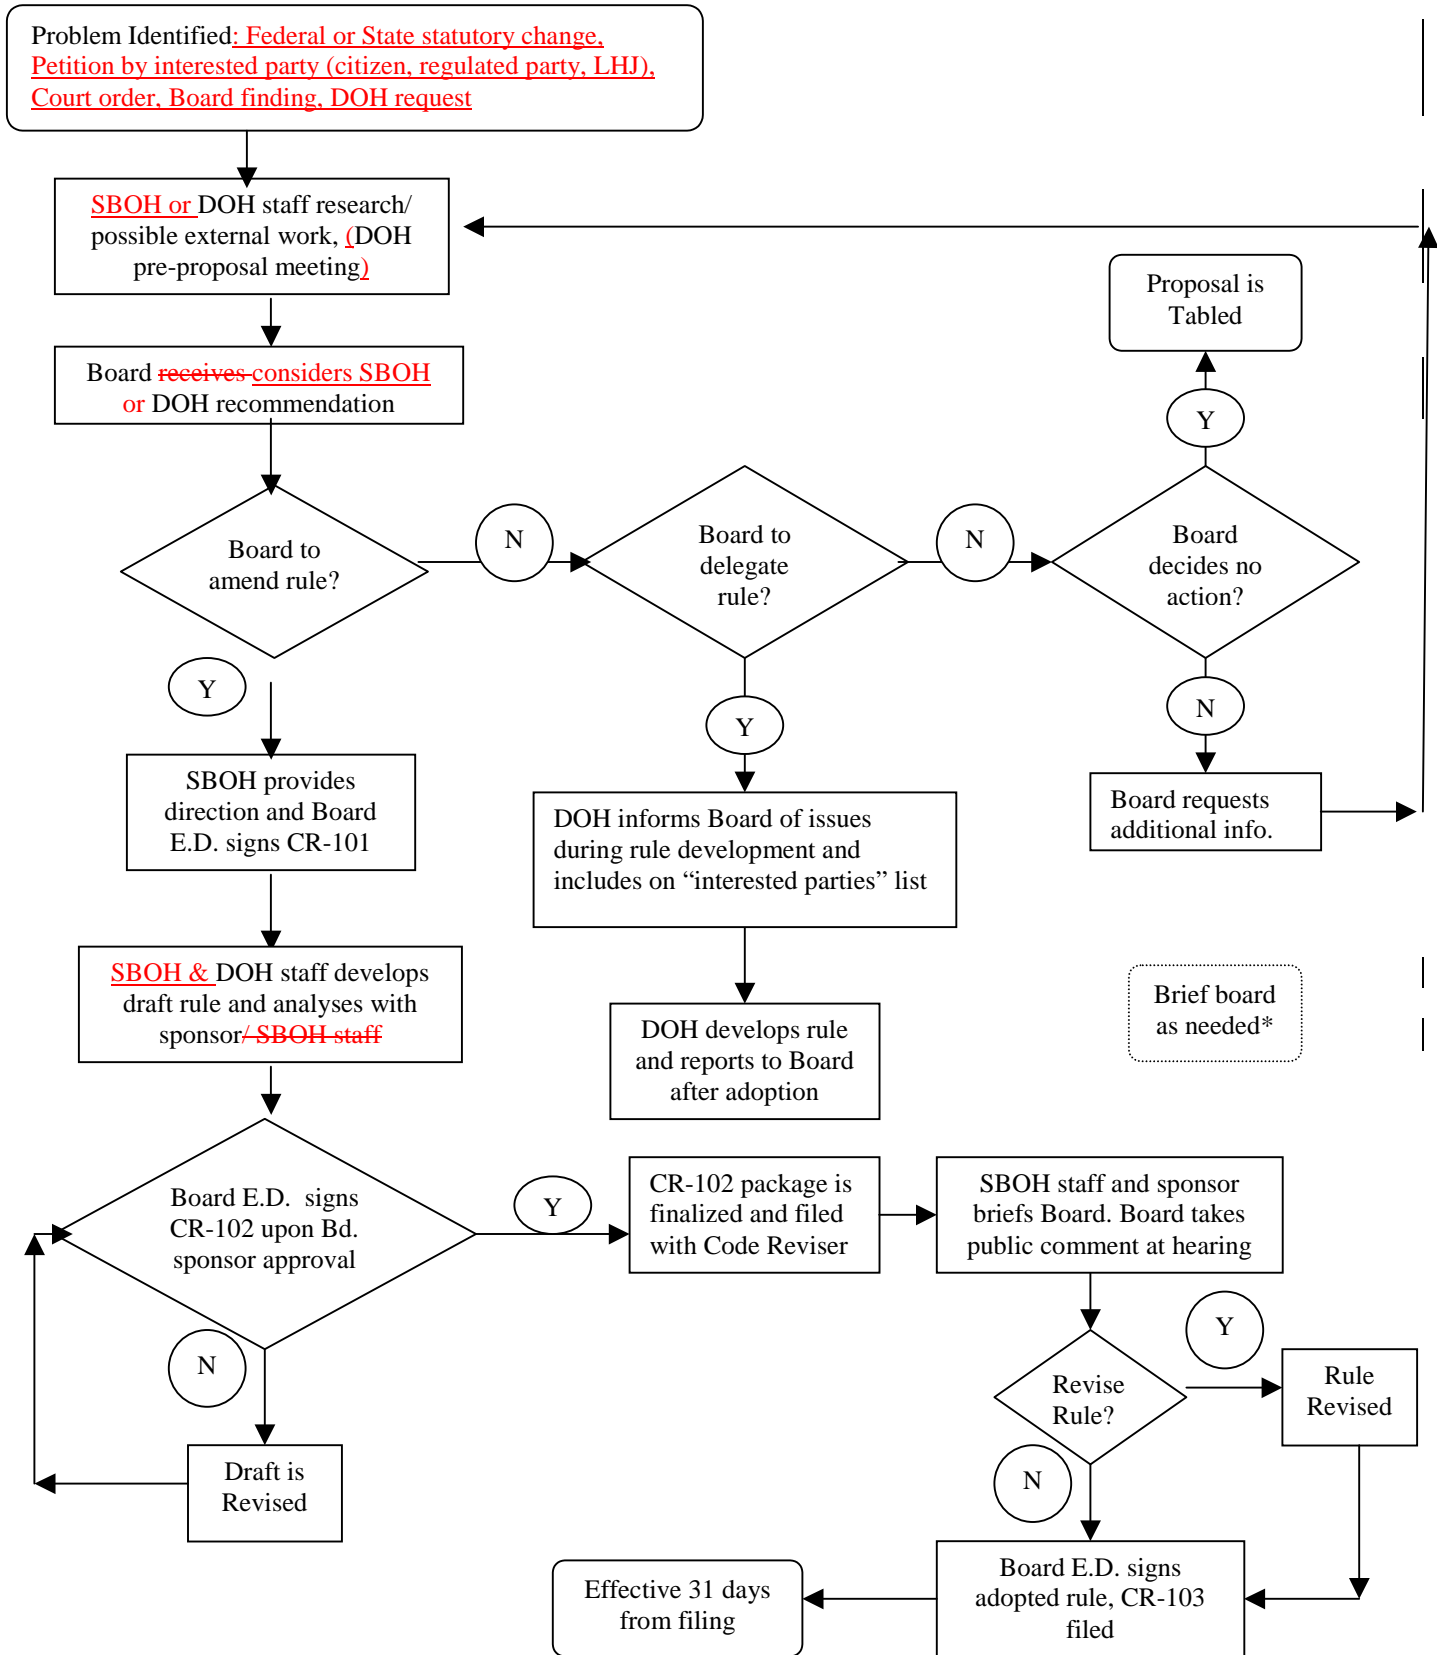 Problem Identified: Federal or State statutory change,
Petition by interested party (citizen, regulated party, LHJ),
Court order, Board finding, DOH request
SBOH or DOH staff research/
possible external work, (DOH
pre-proposal meeting)
Proposal is
Tabled
Board receives considers SBOH
or DOH recommendation
Y
Board to
amend rule?
N
Board to
delegate
rule?
N
Board
decides no
action?
Y
Y
N
SBOH provides
direction and Board
E.D. signs CR-101
DOH informs Board of issues
during rule development and
includes on “interested parties” list
Board requests
additional info.
SBOH & DOH staff develops
draft rule and analyses with
sponsor/ SBOH staff
DOH develops rule
and reports to Board
after adoption
Brief board
as needed*
Board E.D. signs
CR-102 upon Bd.
sponsor approval
Y
CR-102 package is
finalized and filed
with Code Reviser
SBOH staff and sponsor
briefs Board. Board takes
public comment at hearing
N
Draft is
Revised
Revise
Rule?
Y
Rule
Revised
N
Board E.D. signs
adopted rule, CR-103
filed
Effective 31 days
from filing